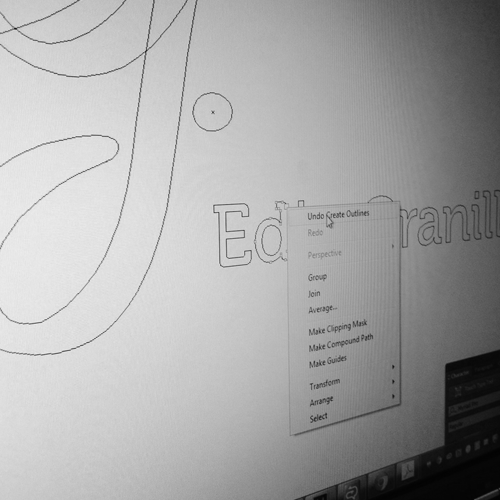 Undo Create Outlines
Redo
Perspective
Group
Join
Average...
Make Clipping Mask
Make Compound Path
Make Guides
Transform
Arrange
Select